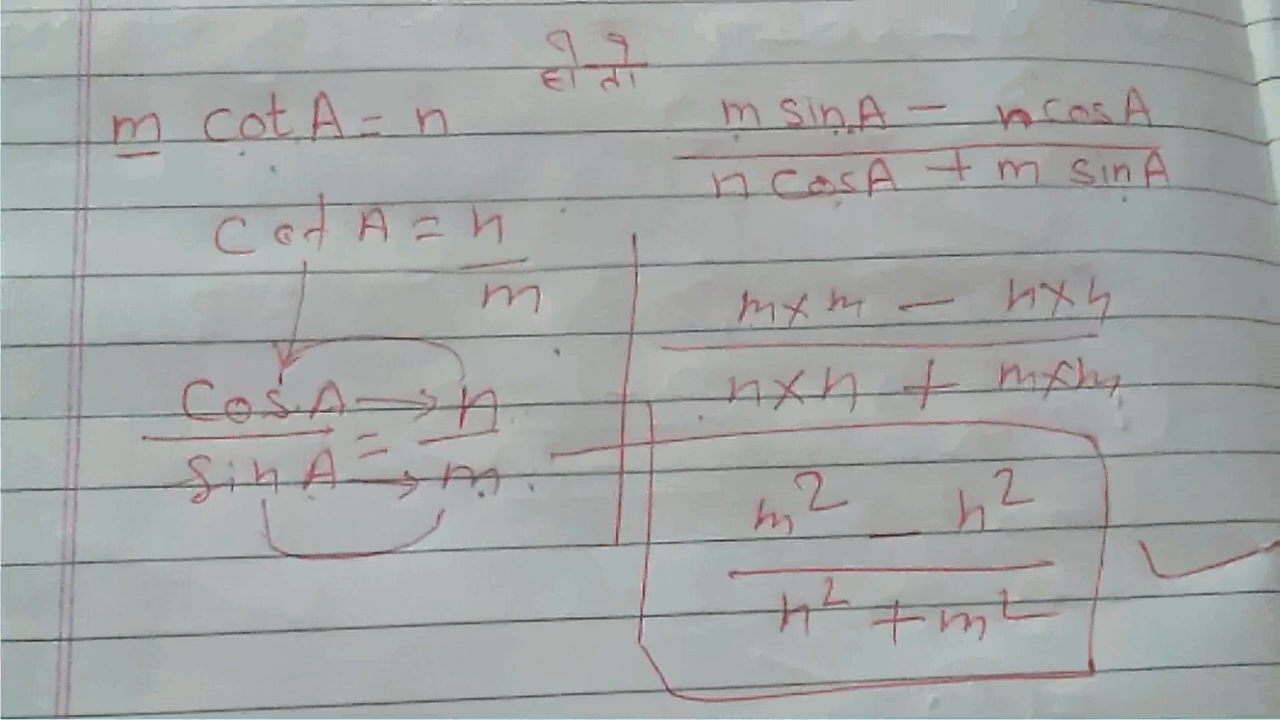 m cot A = n
cot A = n
m
cos A → n
sin A = → m
m sin A - n cos A
n cos A + m sin A
m × m - n × n
n × n + m × m
m² - n²
n² + m²